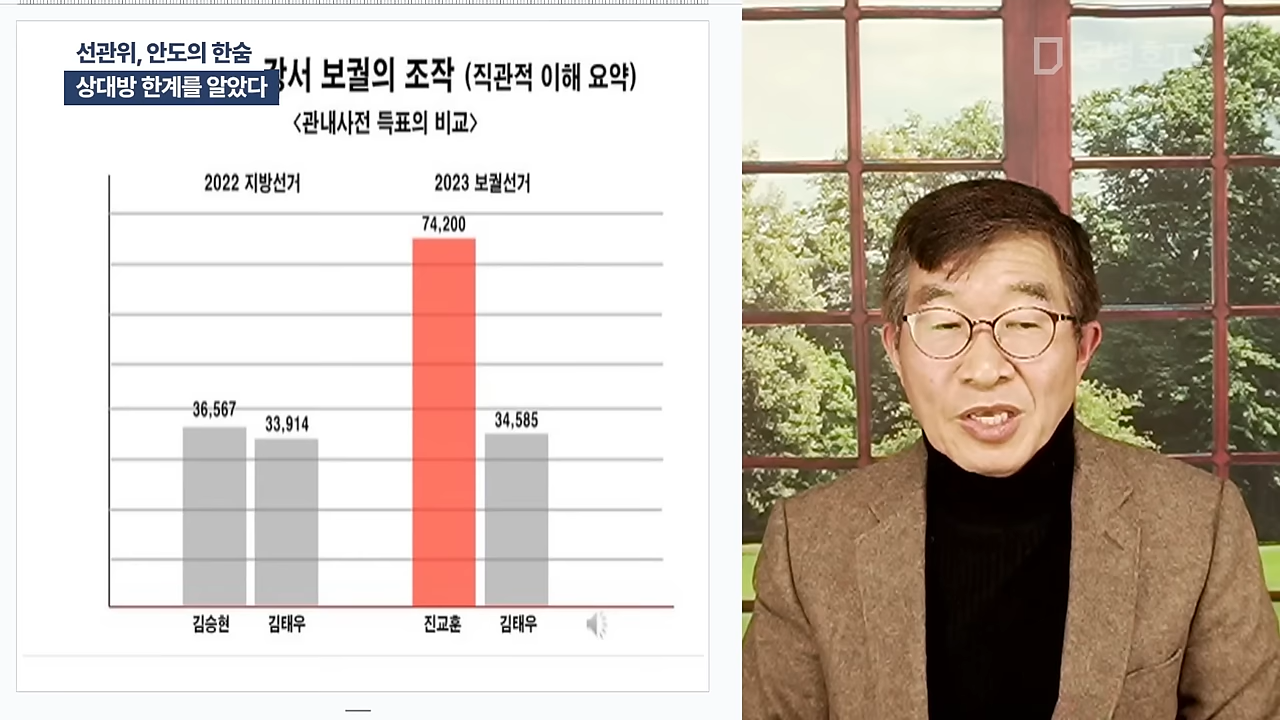 선관위, 안도의 한숨
상대방 한계를 알았다
강서 보궐의 조작 (직관적 이해 요약)
<관내사전 득표의 비교>
2022 지방선거
2023 보궐선거
74,200
36,567
33,914
34,585
김승현
김태우
진교훈
김태우